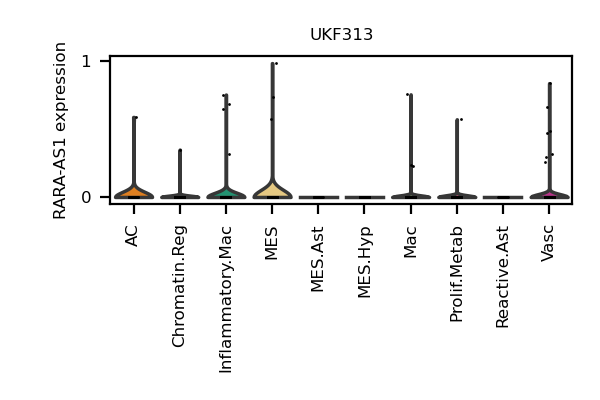 UKF313
RARA-AS1 expression
1
0
AC
Chromatin.Reg
Inflammatory.Mac
MES
MES.Ast
MES.Hyp
Mac
Prolif.Metab
Reactive.Ast
Vasc